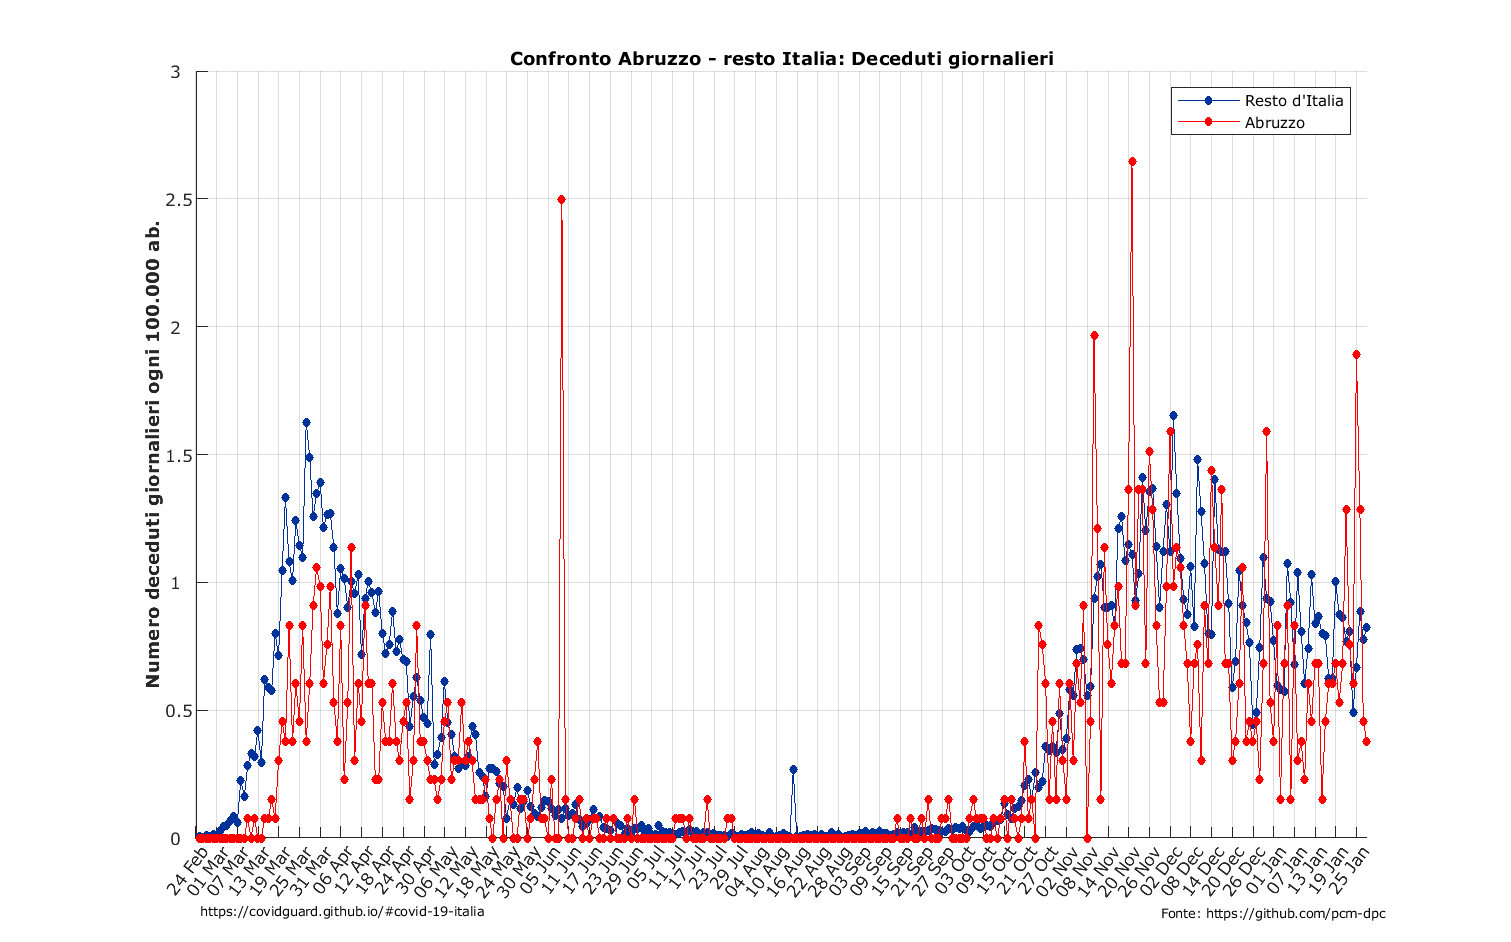 Confronto Abruzzo - resto Italia: Deceduti giornalieri
Numero deceduti giornalieri ogni 100.000 ab.
3
2.5
2
1.5
1
0.5
0
Resto d'Italia
Abruzzo
24 Feb
01 Mar
07 Mar
13 Mar
19 Mar
25 Mar
31 Mar
06 Apr
12 Apr
18 Apr
24 Apr
30 Apr
06 May
12 May
18 May
24 May
30 May
05 Jun
11 Jun
17 Jun
23 Jun
29 Jun
05 Jul
11 Jul
17 Jul
23 Jul
29 Jul
04 Aug
10 Aug
16 Aug
22 Aug
28 Aug
03 Sep
09 Sep
15 Sep
21 Sep
27 Sep
03 Oct
09 Oct
15 Oct
21 Oct
27 Oct
02 Nov
08 Nov
14 Nov
20 Nov
26 Nov
02 Dec
08 Dec
14 Dec
20 Dec
26 Dec
01 Jan
07 Jan
13 Jan
19 Jan
25 Jan
https://covidguard.github.io/#covid-19-italia
Fonte: https://github.com/pcm-dpc